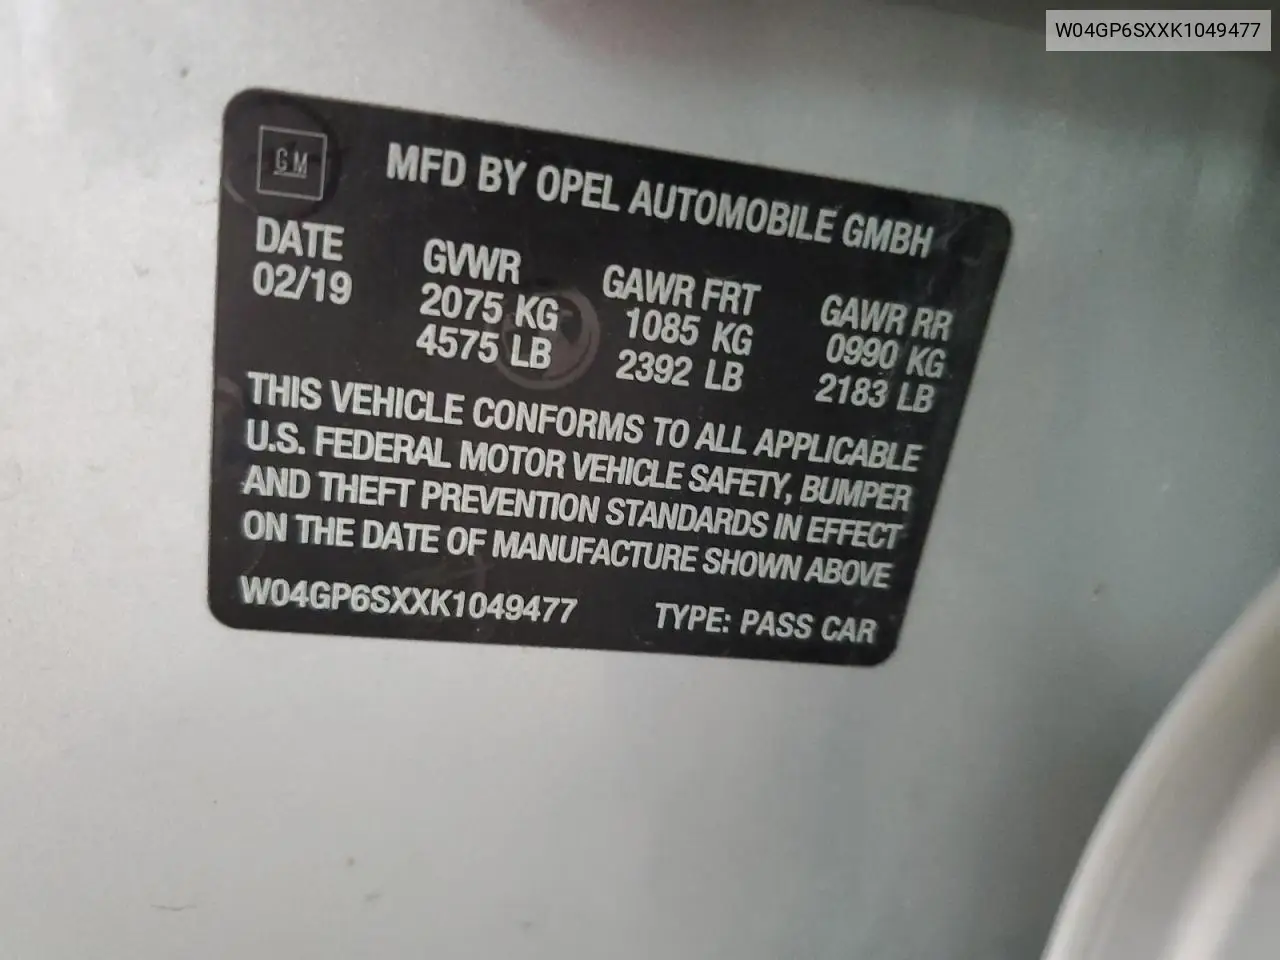 W04GP6SXXK1049477
GM
MFD BY OPEL AUTOMOBILE GMBH
DATE GVWR GAWR FRT GAWR RR
02/19 2075 KG 1085 KG 0990 KG
4575 LB 2392 LB 2183 LB
THIS VEHICLE CONFORMS TO ALL APPLICABLE
U.S. FEDERAL MOTOR VEHICLE SAFETY, BUMPER
AND THEFT PREVENTION STANDARDS IN EFFECT
ON THE DATE OF MANUFACTURE SHOWN ABOVE
W04GP6SXXK1049477 TYPE: PASS CAR